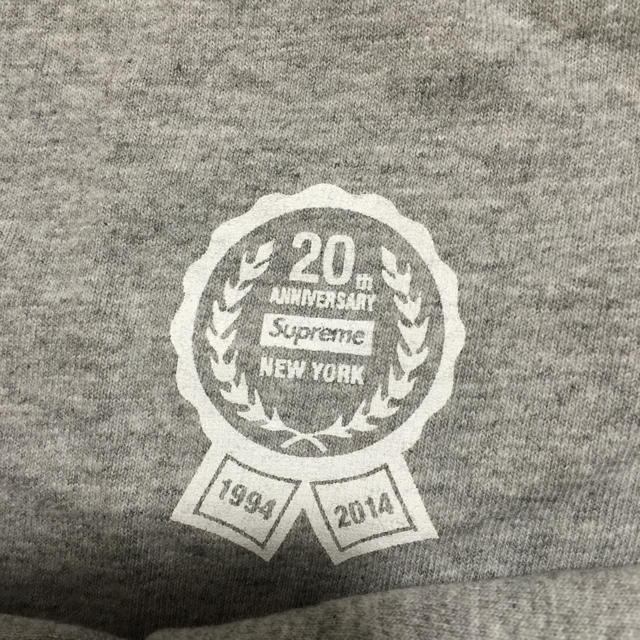 20th
ANNIVERSARY
Supreme
NEW YORK
1994
2014